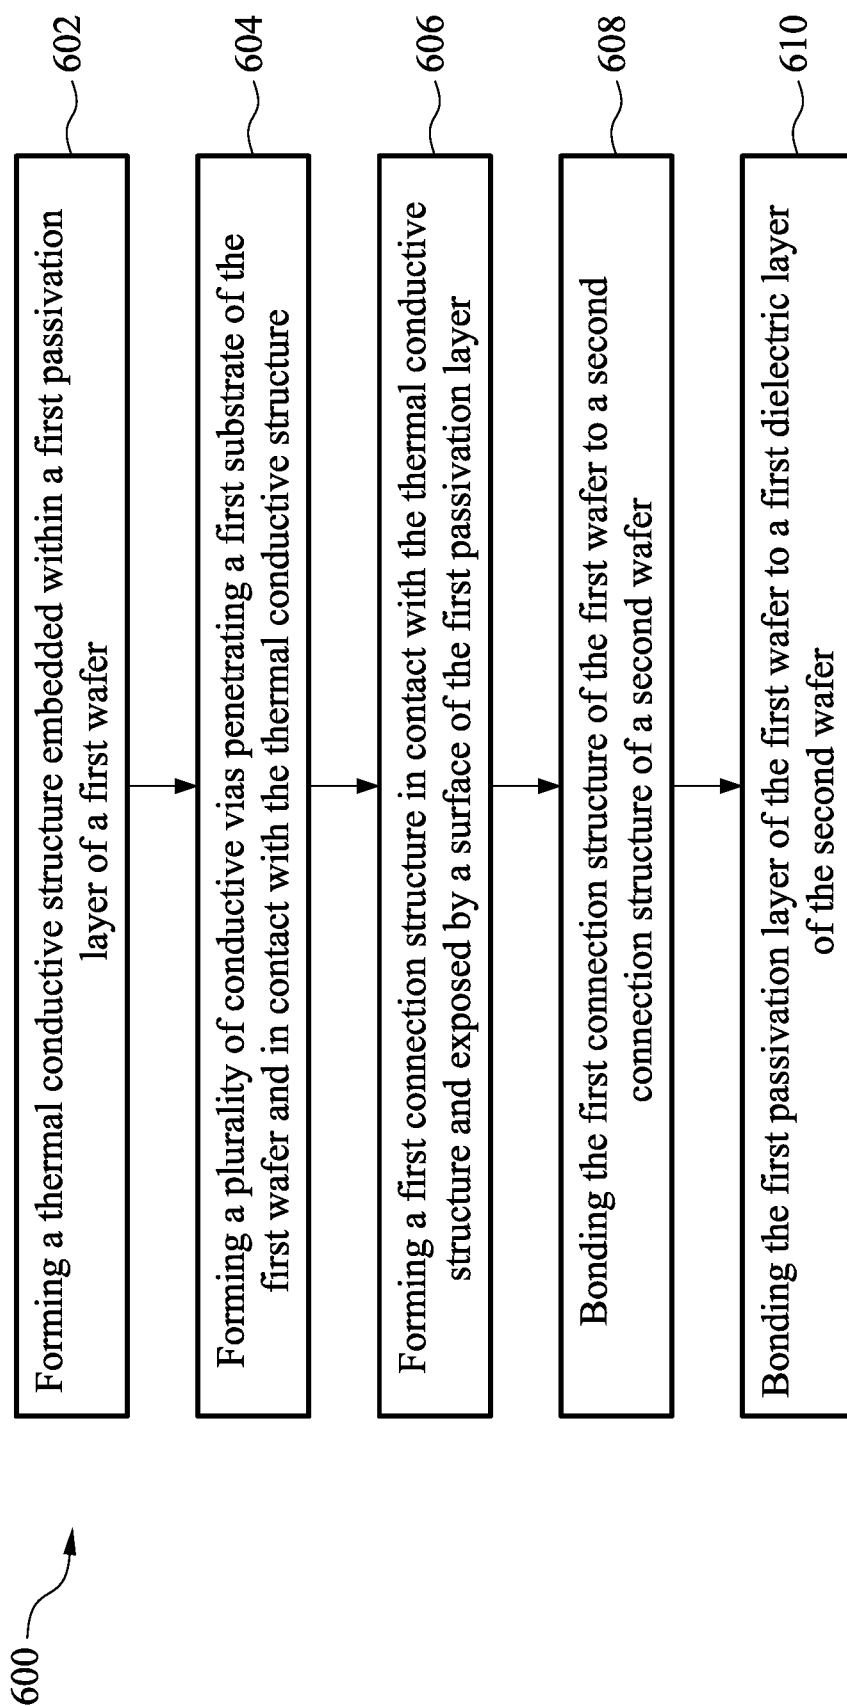 600
Forming a thermal conductive structure embedded within a first passivation
layer of a first wafer
602
Forming a plurality of conductive vias penetrating a first substrate of the
first wafer and in contact with the thermal conductive structure
604
Forming a first connection structure in contact with the thermal conductive
structure and exposed by a surface of the first passivation layer
606
Bonding the first connection structure of the first wafer to a second
connection structure of a second wafer
608
Bonding the first passivation layer of the first wafer to a first dielectric layer
of the second wafer
610